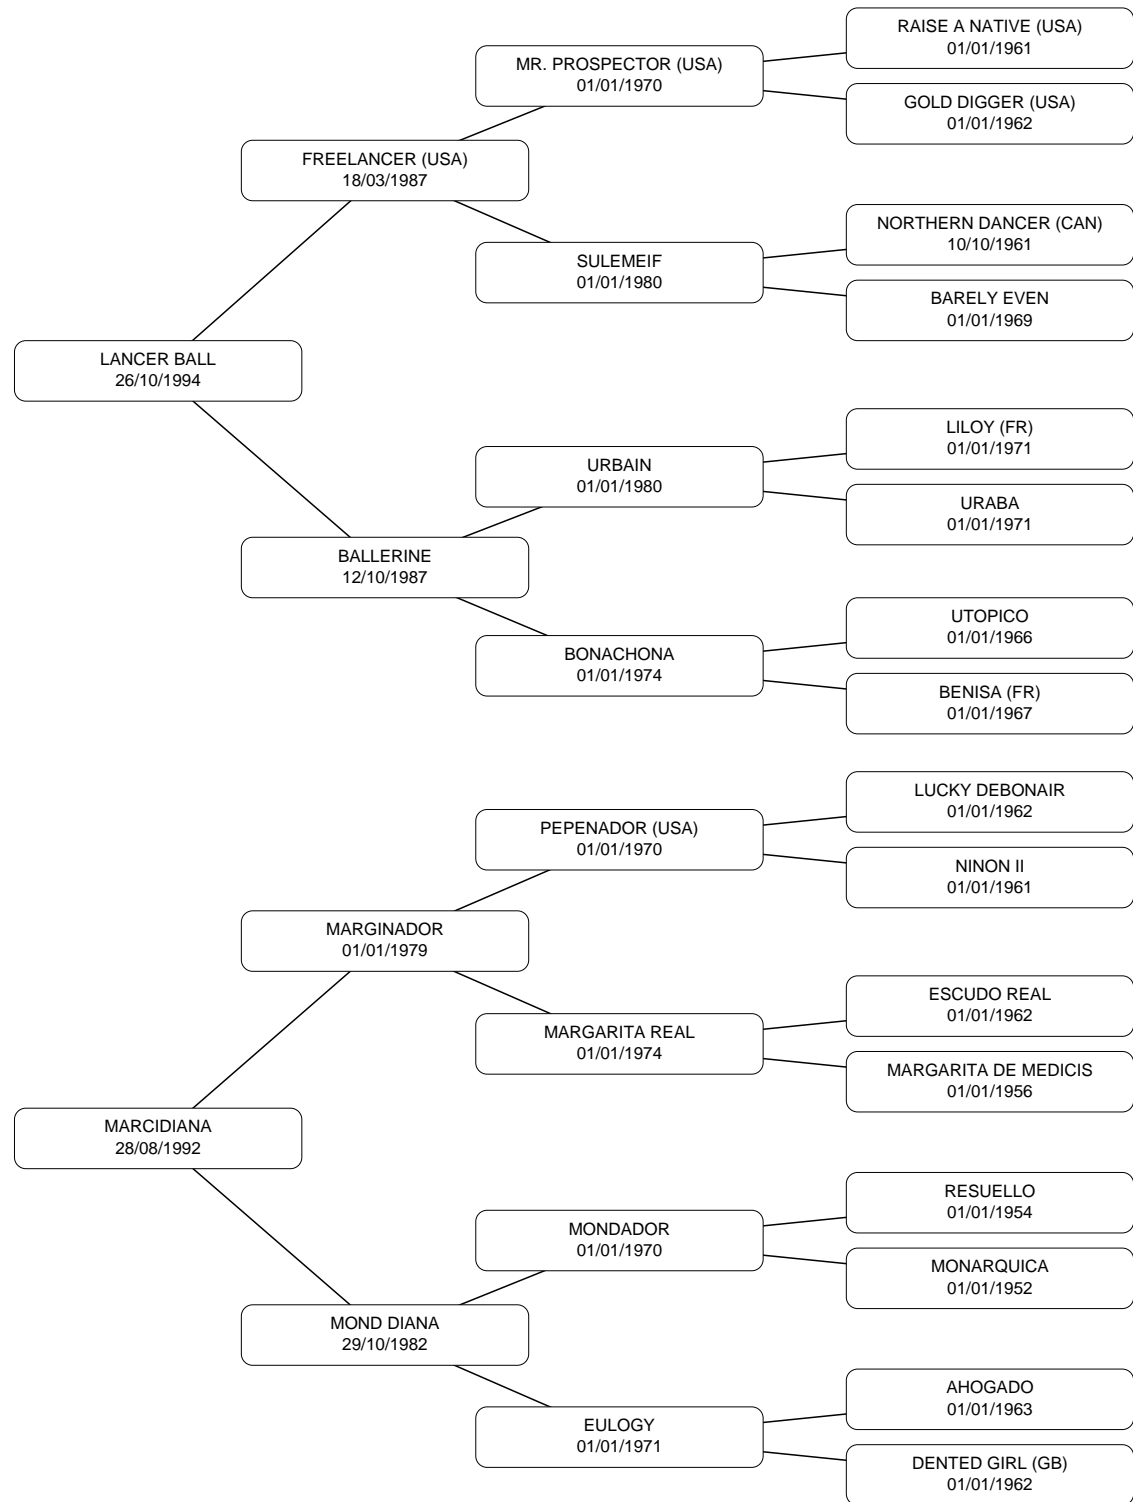 RAISE A NATIVE (USA)
01/01/1961
MR. PROSPECTOR (USA)
01/01/1970
GOLD DIGGER (USA)
01/01/1962
FREELANCER (USA)
18/03/1987
NORTHERN DANCER (CAN)
10/10/1961
SULEMEIF
01/01/1980
BARELY EVEN
01/01/1969
LANCER BALL
26/10/1994
LILOY (FR)
01/01/1971
URBAIN
01/01/1980
URABA
01/01/1971
BALLERINE
12/10/1987
UTOPICO
01/01/1966
BONACHONA
01/01/1974
BENISA (FR)
01/01/1967
LUCKY DEBONAIR
01/01/1962
PEPENADOR (USA)
01/01/1970
NINON II
01/01/1961
MARGINADOR
01/01/1979
ESCUDO REAL
01/01/1962
MARGARITA REAL
01/01/1974
MARGARITA DE MEDICIS
01/01/1956
MARCIDIANA
28/08/1992
RESUELLO
01/01/1954
MONDADOR
01/01/1970
MONARQUICA
01/01/1952
MOND DIANA
29/10/1982
AHOGADO
01/01/1963
EULOGY
01/01/1971
DENTED GIRL (GB)
01/01/1962